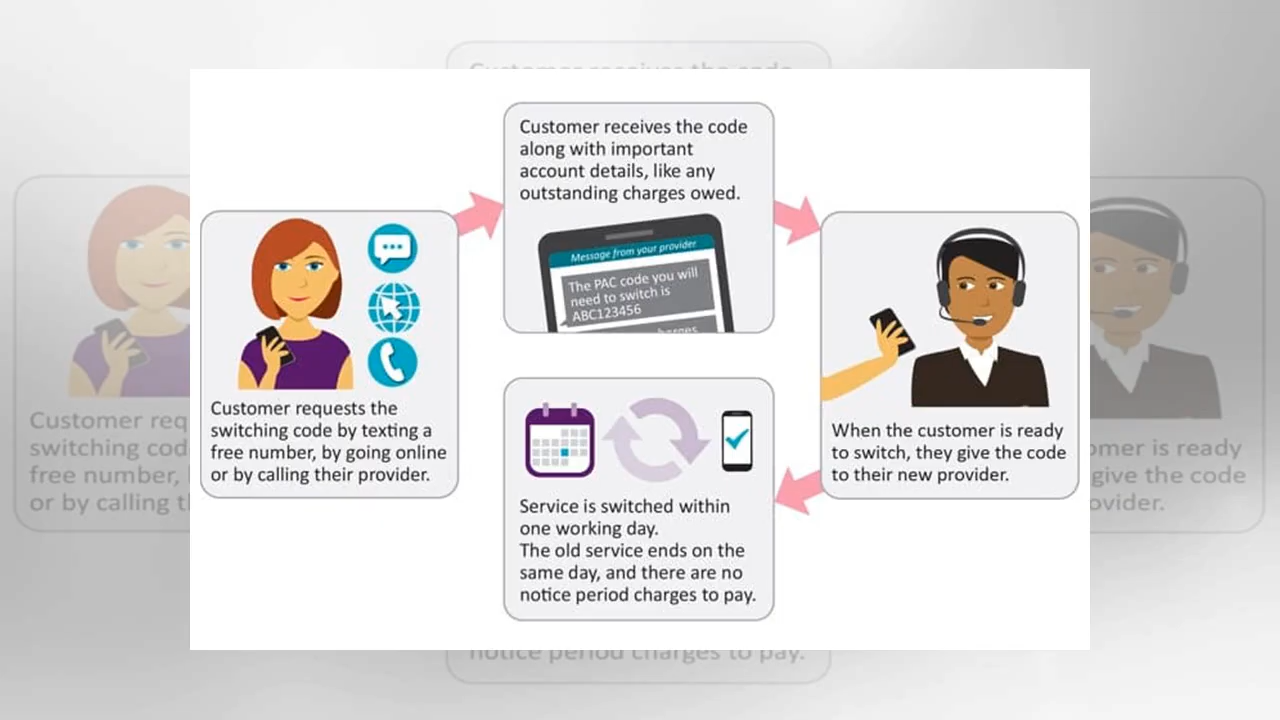 Customer requests the
switching code by texting a
free number, by going online
or by calling their provider.
Customer receives the code
along with important
account details, like any
outstanding charges owed.
Message from your provider
The PAC code you will
need to switch is
ABC123456
charges
When the customer is ready
to switch, they give the code
to their new provider.
Service is switched within
one working day.
The old service ends on the
same day, and there are no
notice period charges to pay.